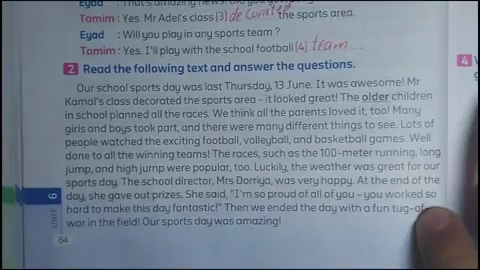 Eyad : That's amazing news! Did you
Tamim : Yes. Mr Adel's class (3) decorated the sports area.
Eyad : Will you play in any sports team?
Tamim : Yes. I'll play with the school football (4) team...
2 Read the following text and answer the questions.
Our school sports day was last Thursday, 13 June. It was awesome! Mr
Kamal's class decorated the sports area - it looked great! The older children
in school planned all the races. We think all the parents loved it, too! Many
girls and boys took part, and there were many different things to see. Lots of
people watched the exciting football, volleyball, and basketball games. Well
done to all the winning teams! The races, such as the 100-meter running, long
jump, and high jump were popular, too. Luckily, the weather was great for our
sports day. The school director, Mrs Dorriya, was very happy. At the end of the
day, she gave out prizes. She said, "I'm so proud of all of you - you worked so
hard to make this day fantastic!" Then we ended the day with a fun tug-of-
war in the field! Our sports day was amazing!
UNIT 6
64
4